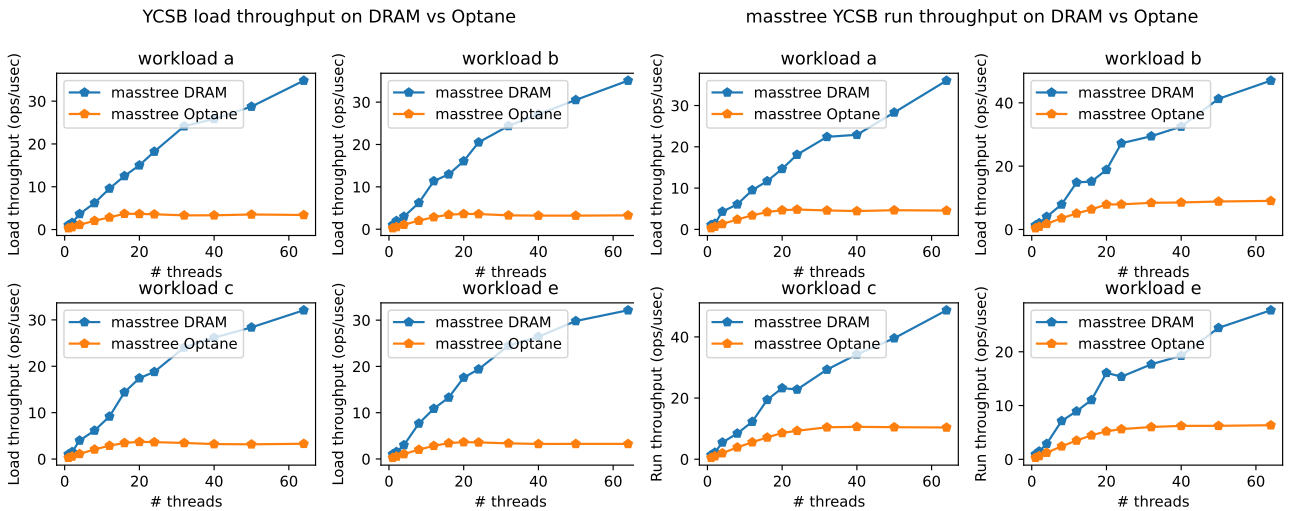 YCSB load throughput on DRAM vs Optane
masstree YCSB run throughput on DRAM vs Optane
workload a
Load throughput (ops/usec)
30
20
10
0
masstree DRAM
masstree Optane
0 20 40 60
# threads
workload b
Load throughput (ops/usec)
30
20
10
0
masstree DRAM
masstree Optane
0 20 40 60
# threads
workload a
Load throughput (ops/usec)
30
20
10
0
masstree DRAM
masstree Optane
0 20 40 60
# threads
workload b
Load throughput (ops/usec)
40
20
0
masstree DRAM
masstree Optane
0 20 40 60
# threads
workload c
Load throughput (ops/usec)
30
20
10
0
masstree DRAM
masstree Optane
0 20 40 60
# threads
workload e
Load throughput (ops/usec)
30
20
10
0
masstree DRAM
masstree Optane
0 20 40 60
# threads
workload c
Run throughput (ops/usec)
40
20
0
masstree DRAM
masstree Optane
0 20 40 60
# threads
workload e
Run throughput (ops/usec)
20
10
0
masstree DRAM
masstree Optane
0 20 40 60
# threads